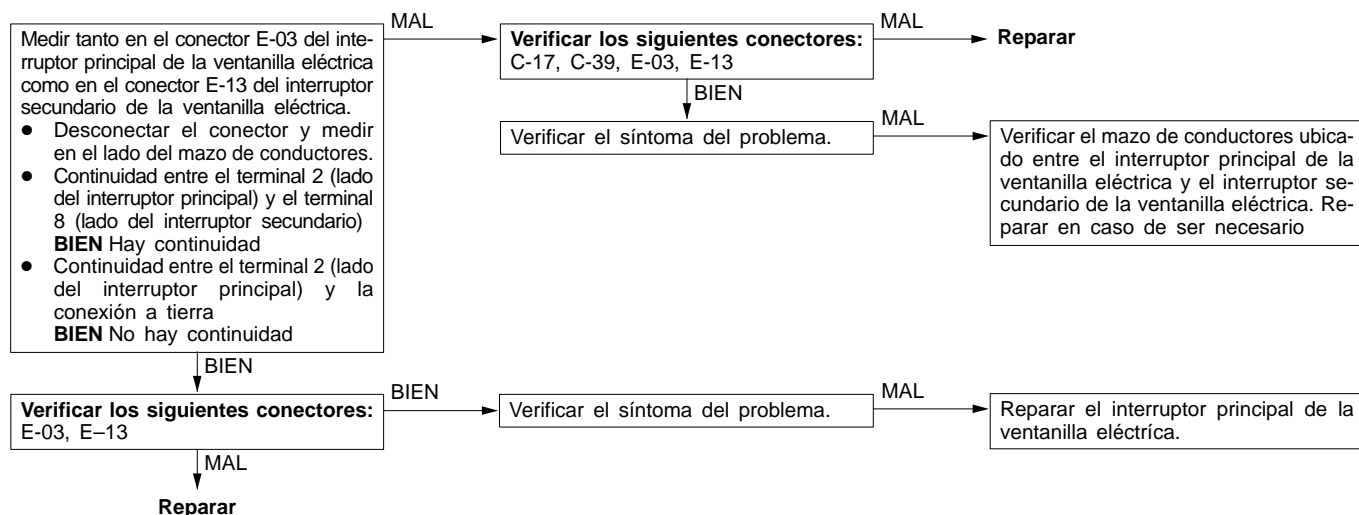 Medir tanto en el conector E-03 del inte-
rruptor principal de la ventanilla eléctrica
como en el conector E-13 del interruptor
secundario de la ventanilla eléctrica.
● Desconectar el conector y medir
en el lado del mazo de conductores.
● Continuidad entre el terminal 2 (lado
del interruptor principal) y el terminal
8 (lado del interruptor secundario)
BIEN Hay continuidad
● Continuidad entre el terminal 2 (lado
del interruptor principal) y la
conexión a tierra
BIEN No hay continuidad
MAL
Verificar los siguientes conectores:
C-17, C-39, E-03, E-13
MAL
Reparar
BIEN
Verificar el síntoma del problema.
MAL
Verificar el mazo de conductores ubica-
do entre el interruptor principal de la
ventanilla eléctrica y el interruptor se-
cundario de la ventanilla eléctrica. Re-
parar en caso de ser necesario
BIEN
Verificar los siguientes conectores:
E-03, E–13
BIEN
Verificar el síntoma del problema.
MAL
Reparar el interruptor principal de la
ventanilla eléctríca.
MAL
Reparar